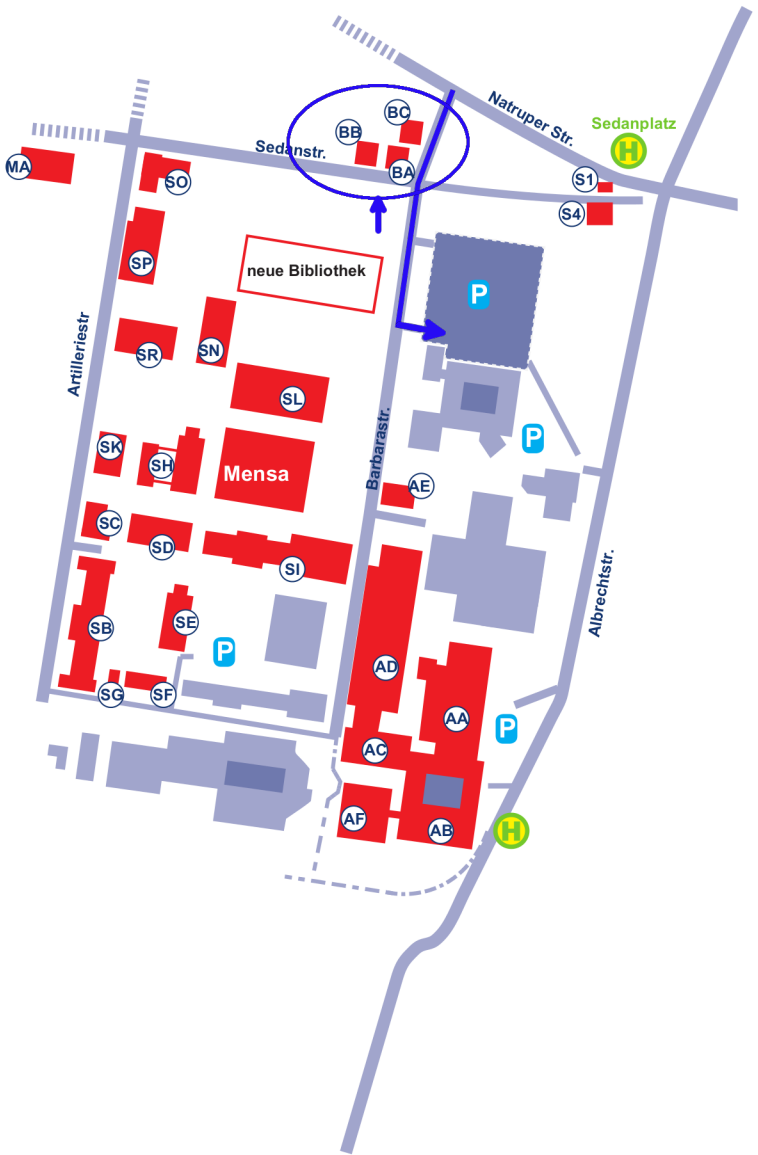 Natruper Str.
BC
Sedanplatz
H
BB
Sedanstr.
MA
SO
BA
S1
S4
SP
neue Bibliothek
P
Artilleriestr
SR
SN
SL
Barbarastr.
P
SK
SH
Mensa
AE
SC
SD
SI
Albrechtstr.
SB
SE
P
AD
SG
SF
AA
P
AC
AF
AB
H